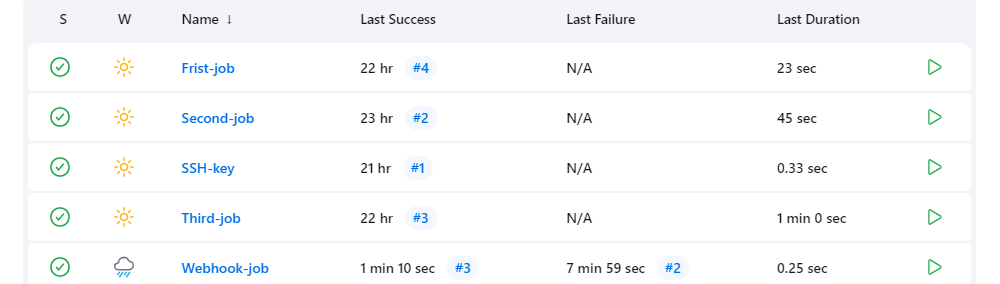 S W Name ↓ Last Success Last Failure Last Duration
Frist-job 22 hr #4 N/A 23 sec
Second-job 23 hr #2 N/A 45 sec
SSH-key 21 hr #1 N/A 0.33 sec
Third-job 22 hr #3 N/A 1 min 0 sec
Webhook-job 1 min 10 sec #3 7 min 59 sec #2 0.25 sec